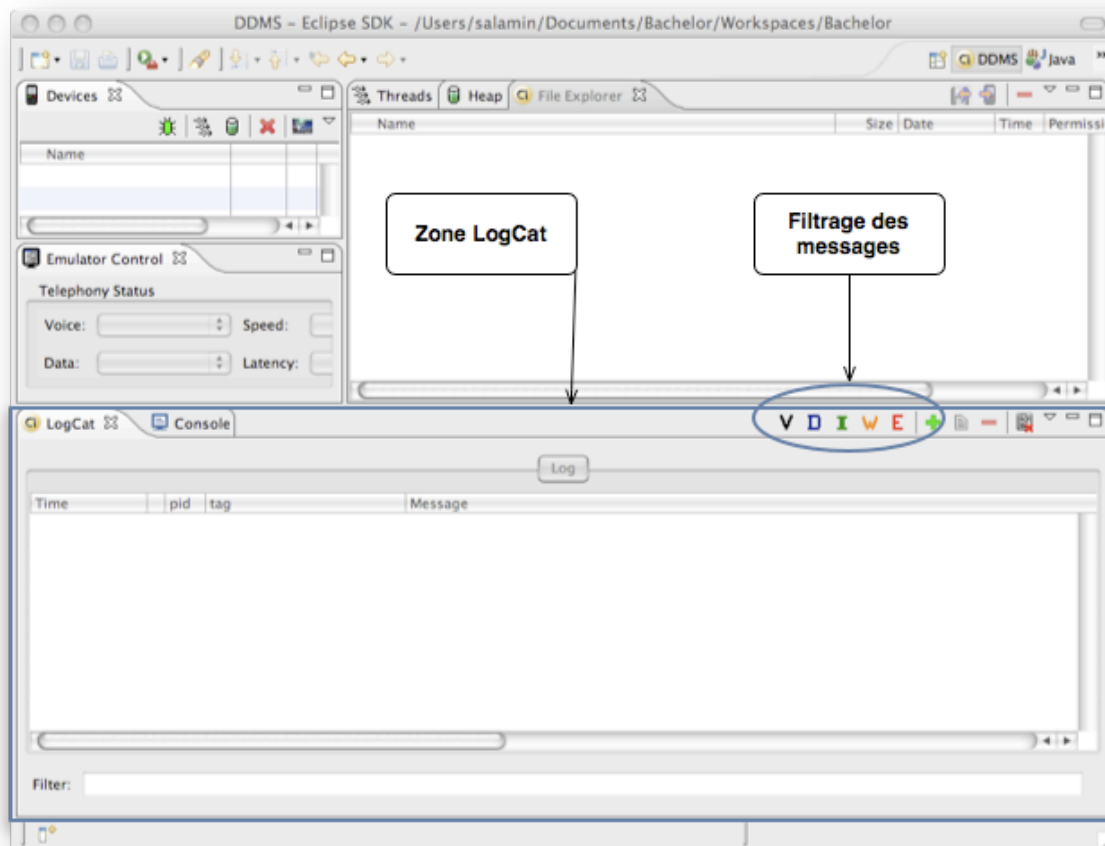 DDMS – Eclipse SDK – /Users/salamin/Documents/Bachelor/Workspaces/Bachelor
DDMS Java »
Devices
Threads Heap File Explorer
Name
Name Size Date Time Permissi
Zone LogCat
Filtrage des
messages
Emulator Control
Telephony Status
Voice: Speed:
Data: Latency:
LogCat Console V D I W E
Log
Time pid tag Message
Filter: